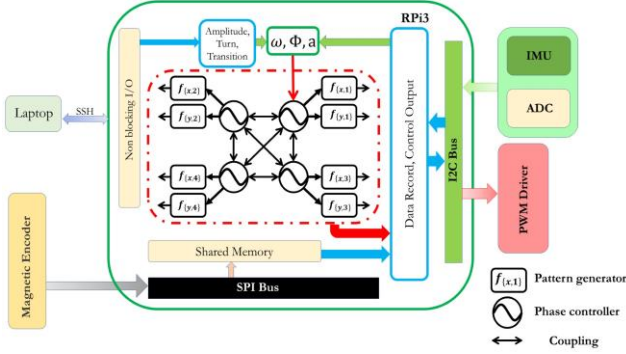 RPi3
Amplitude,
Turn,
Transition
ω, Φ, a
IMU
ADC
Non blocking I/O
f{x,2}
f{x,1}
f{y,2}
f{y,1}
Laptop
SSH
Data Record, Control Output
I2C Bus
f{x,4}
f{x,3}
f{y,4}
f{y,3}
PWM Driver
Magnetic Encoder
Shared Memory
SPI Bus
f{x,1}
Pattern generator
Phase controller
Coupling